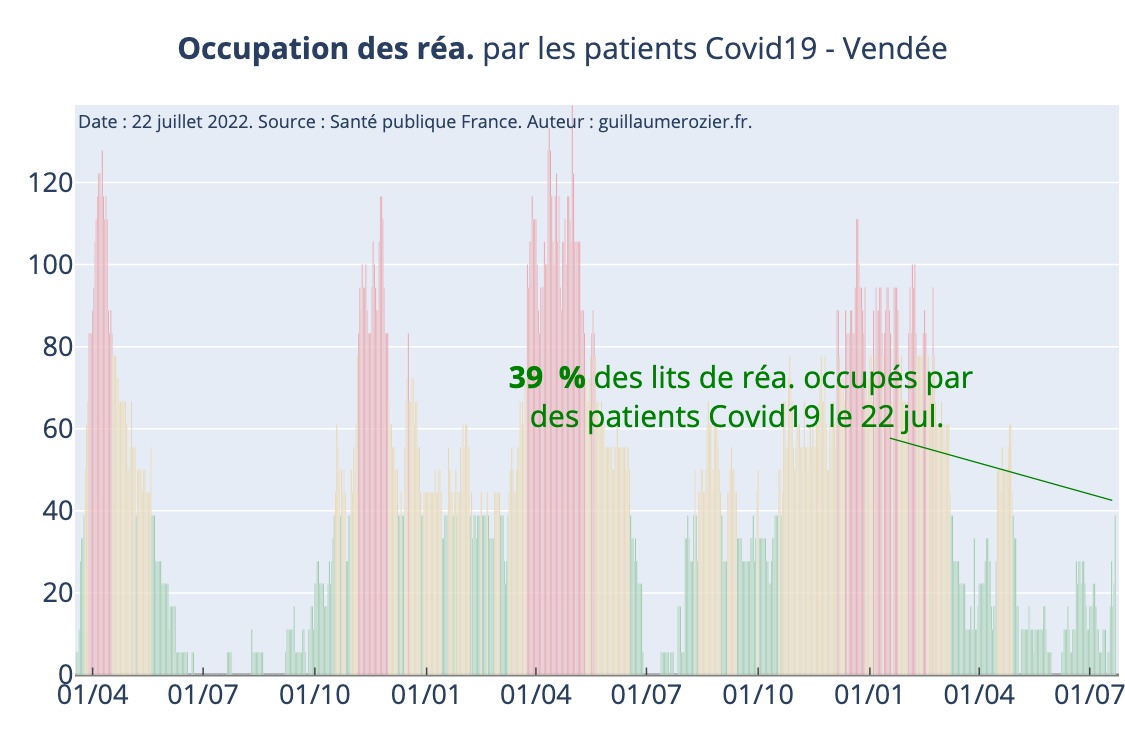 Occupation des réa. par les patients Covid19 - Vendée
Date : 22 juillet 2022. Source : Santé publique France. Auteur : guillaumerozier.fr.
120
100
80
39 % des lits de réa. occupés par
des patients Covid19 le 22 jul.
60
40
20
0
01/04 01/07 01/10 01/01 01/04 01/07 01/10 01/01 01/04 01/07